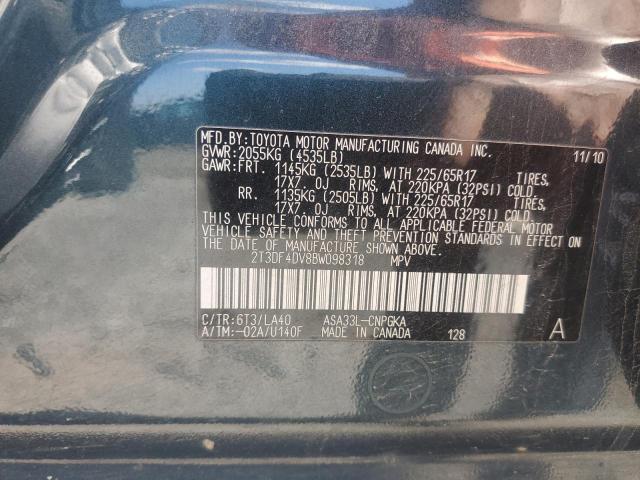 MFD. BY: TOYOTA MOTOR MANUFACTURING CANADA INC. 11/10
GVWR: 2055KG (4535LB)
GAWR: FRT. 1145KG (2535LB) WITH 225/65R17 TIRES,
17X7 0J RIMS, AT 220KPA (32PSI) COLD
RR. 1135KG (2505LB) WITH 225/65R17 TIRES,
17X7 0J RIMS, AT 220KPA (32PSI) COLD
THIS VEHICLE CONFORMS TO ALL APPLICABLE FEDERAL MOTOR
VEHICLE SAFETY AND THEFT PREVENTION STANDARDS IN EFFECT ON
THE DATE OF MANUFACTURE SHOWN ABOVE.
2T3DF4DV8BW098318 MPV
C/TR: 6T3/LA40 ASA33L-CNPGKA
A/TM: -02A/U140F MADE IN CANADA 128 A